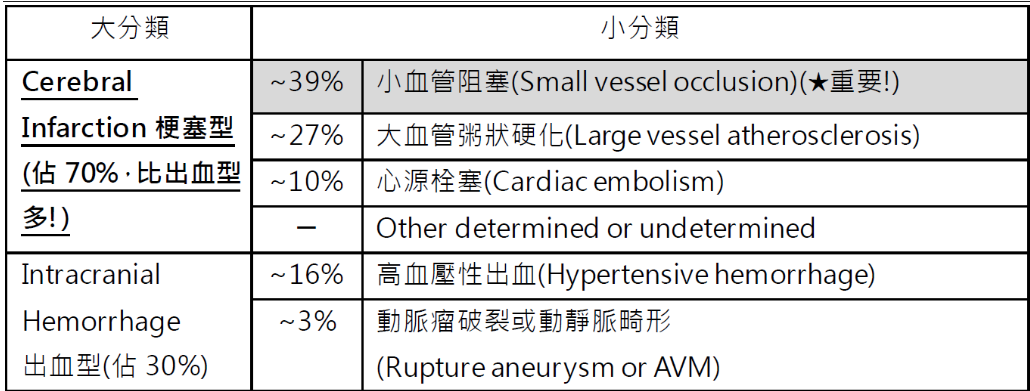 大分類 小分類
Cerebral
Infarction 梗塞型
(佔 70%，比出血型
多!)
~39% 小血管阻塞(Small vessel occlusion)(★重要!)
~27% 大血管粥狀硬化(Large vessel atherosclerosis)
~10% 心源栓塞(Cardiac embolism)
— Other determined or undetermined
Intracranial
Hemorrhage
出血型(佔 30%)
~16% 高血壓性出血(Hypertensive hemorrhage)
~3% 動脈瘤破裂或動靜脈畸形
(Rupture aneurysm or AVM)